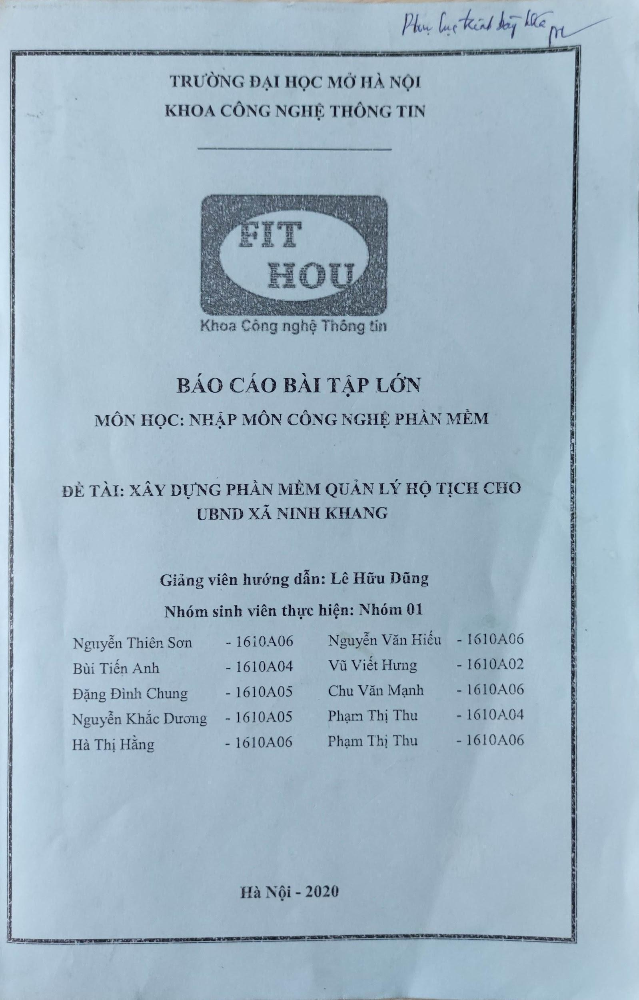 Phụ lục trình bày
TRƯỜNG ĐẠI HỌC MỞ HÀ NỘI
KHOA CÔNG NGHỆ THÔNG TIN
FIT
HOU
Khoa Công nghệ Thông tin
BÁO CÁO BÀI TẬP LỚN
MÔN HỌC: NHẬP MÔN CÔNG NGHỆ PHẦN MỀM
ĐỀ TÀI: XÂY DỰNG PHẦN MỀM QUẢN LÝ HỘ TỊCH CHO
UBND XÃ NINH KHANG
Giảng viên hướng dẫn: Lê Hữu Dũng
Nhóm sinh viên thực hiện: Nhóm 01
Nguyễn Thiên Sơn - 1610A06 Nguyễn Văn Hiếu - 1610A06
Bùi Tiến Anh - 1610A04 Vũ Viết Hưng - 1610A02
Đặng Đình Chung - 1610A05 Chu Văn Mạnh - 1610A06
Nguyễn Khắc Dương - 1610A05 Phạm Thị Thu - 1610A04
Hà Thị Hằng - 1610A06 Phạm Thị Thu - 1610A06
Hà Nội - 2020